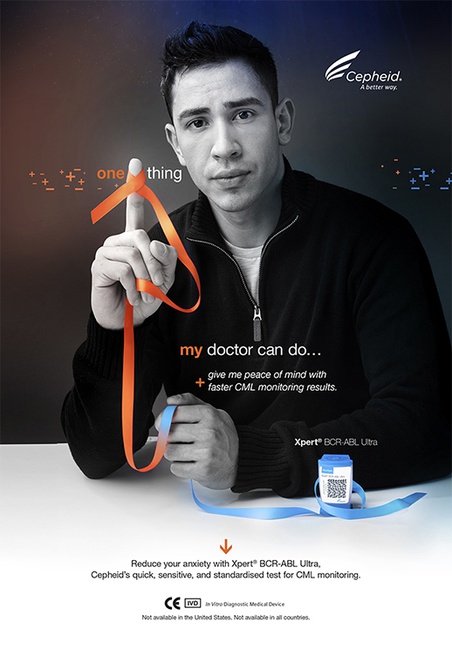 Cepheid®
A better way.
one thing
my doctor can do...
+ give me peace of mind with
faster CML monitoring results.
Xpert® BCR-ABL Ultra
Reduce your anxiety with Xpert® BCR-ABL Ultra,
Cepheid's quick, sensitive, and standardised test for CML monitoring.
CE IVD In Vitro Diagnostic Medical Device
Not available in the United States. Not available in all countries.